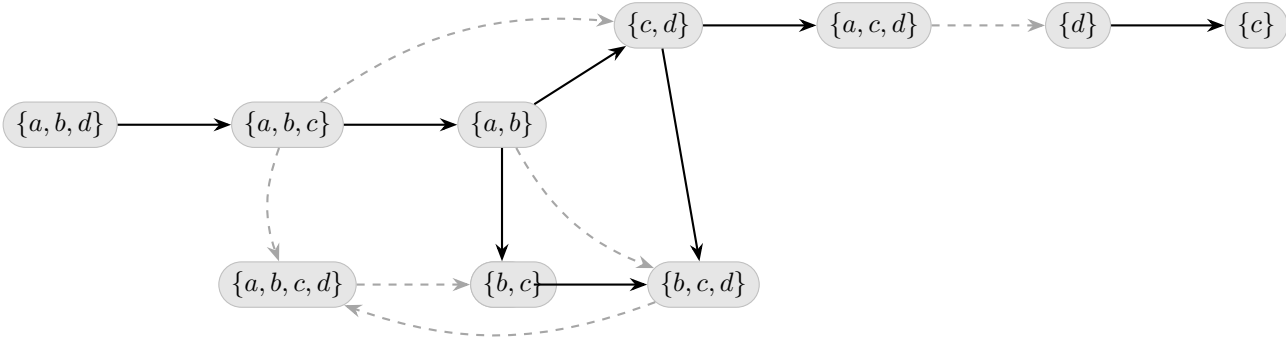 {c, d} {a, c, d} {d} {c}
{a, b, d} {a, b, c} {a, b}
{a, b, c, d} {b, c} {b, c, d}